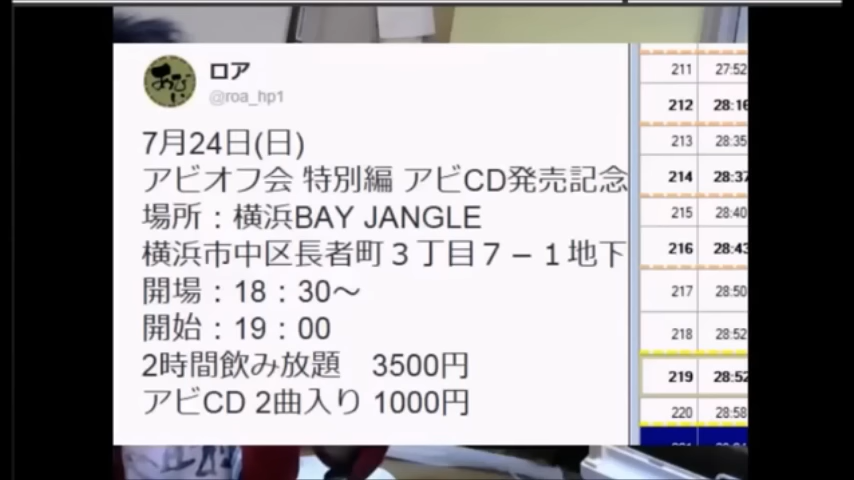 ロア
@roa_hp1
7月24日(日)
アビオフ会 特別編 アビCD発売記念
場所：横浜BAY JANGLE
横浜市中区長者町３丁目７－１地下
開場：18：30～
開始：19：00
2時間飲み放題　3500円
アビCD 2曲入り 1000円
211 27:52
212 28:16
213 28:35
214 28:37
215 28:40
216 28:43
217 28:50
218 28:52
219 28:52
220 28:58